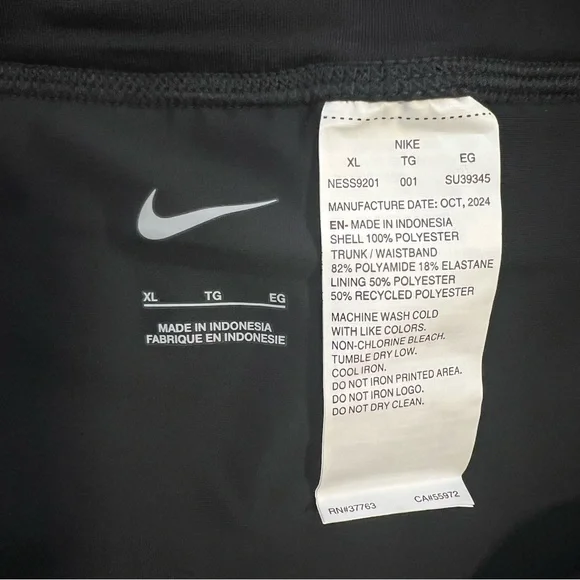 XL TG EG
MADE IN INDONESIA
FABRIQUE EN INDONESIE
NIKE
XL TG EG
NESS9201 001 SU39345
MANUFACTURE DATE: OCT, 2024
EN- MADE IN INDONESIA
SHELL 100% POLYESTER
TRUNK / WAISTBAND
82% POLYAMIDE 18% ELASTANE
LINING 50% POLYESTER
50% RECYCLED POLYESTER
MACHINE WASH COLD
WITH LIKE COLORS.
NON-CHLORINE BLEACH.
TUMBLE DRY LOW.
COOL IRON.
DO NOT IRON PRINTED AREA.
DO NOT IRON LOGO.
DO NOT DRY CLEAN.
RN#37763 CA#55972